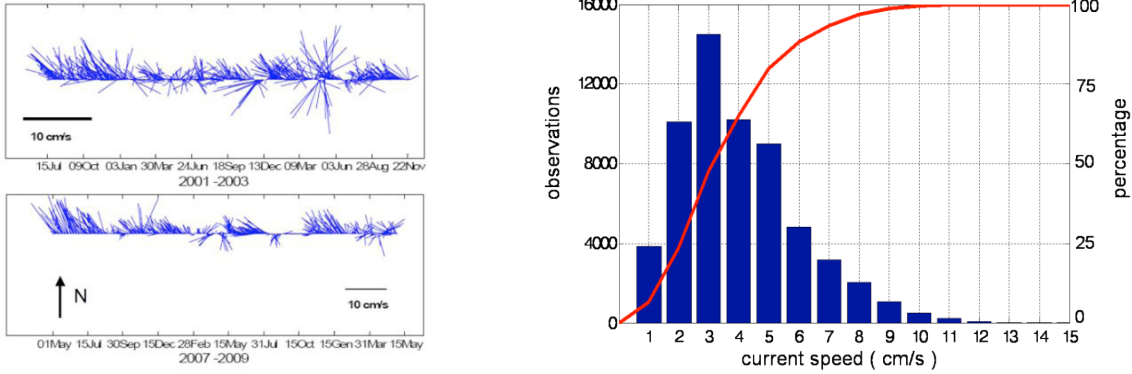 10 cm/s
15Jul 09Oct 03Jan 30Mar 24Jun 18Sep 13Dec 09Mar 03Jun 28Aug 22Nov
2001 -2003
N
10 cm/s
01May 15Jul 30Sep 15Dec 28Feb 15May 31Jul 15Oct 15Gen 31Mar 15May
2007 -2009
16000
12000
8000
4000
0
observations
100
75
50
25
0
percentage
1 2 3 4 5 6 7 8 9 10 11 12 13 14 15
current speed ( cm/s )